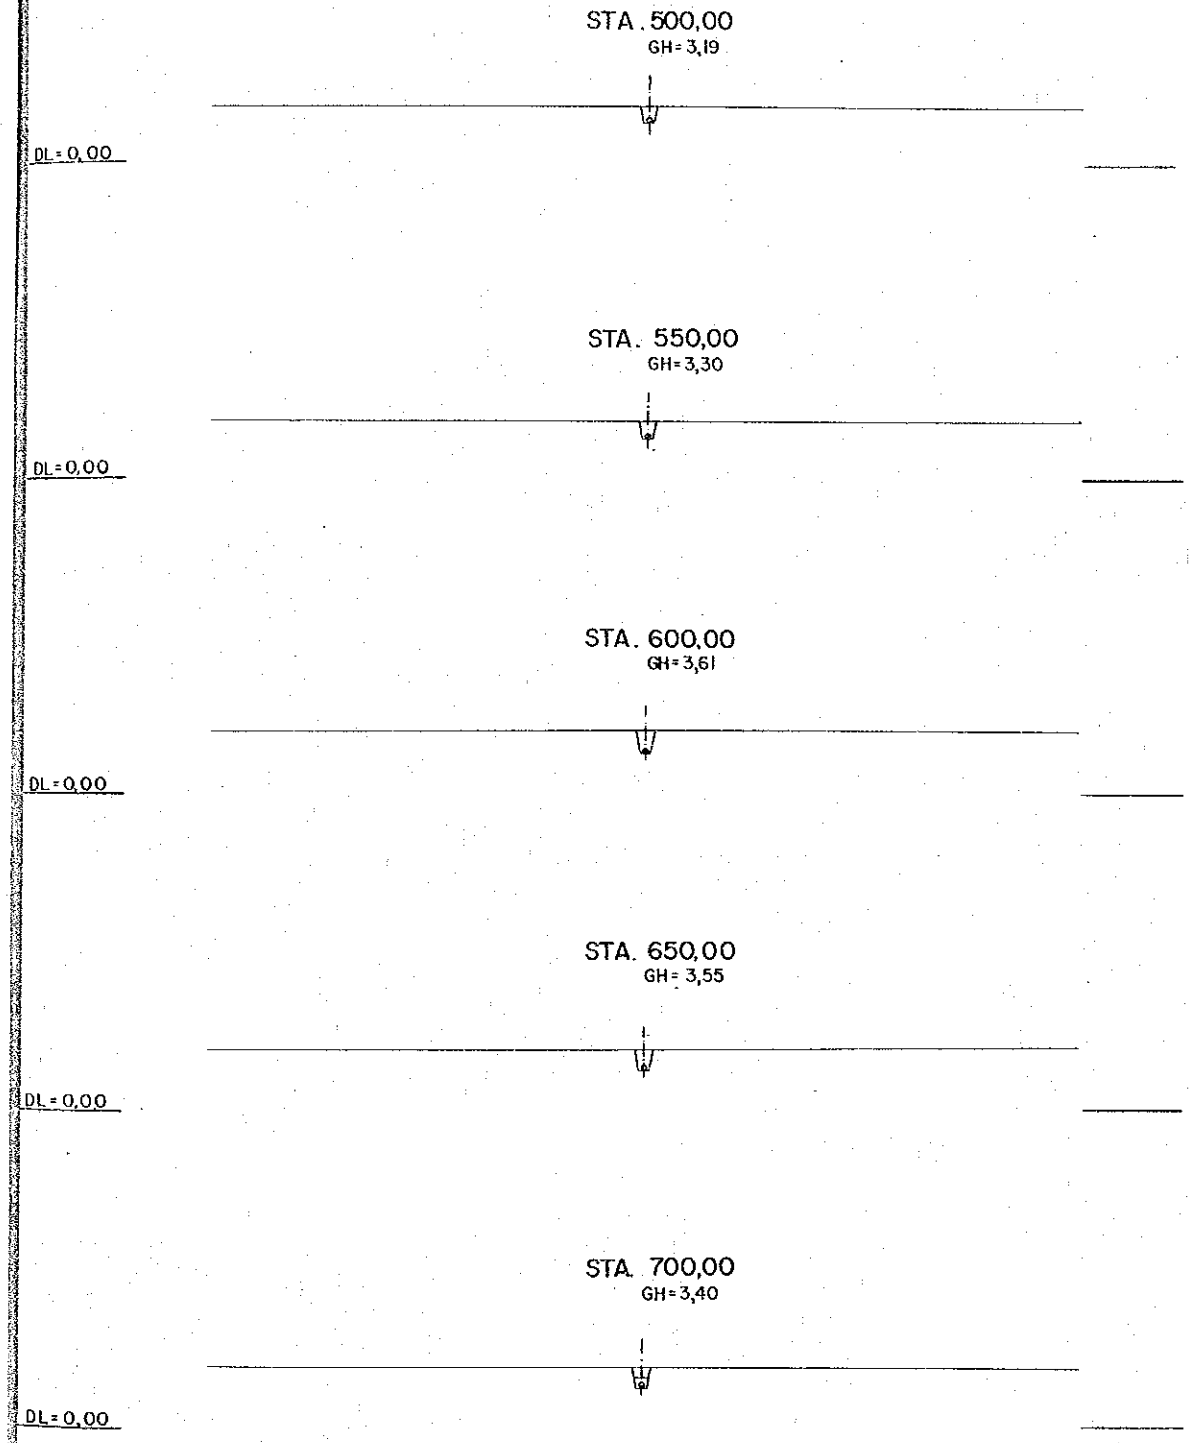 STA. 500,00
GH=3,19
DL=0,00
STA. 550,00
GH=3,30
DL=0,00
STA. 600,00
GH=3,61
DL=0,00
STA. 650,00
GH=3,55
DL=0,00
STA. 700,00
GH=3,40
DL=0,00